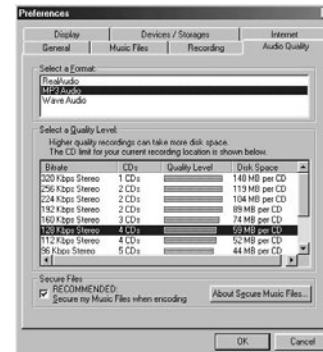 Preferences
Display Devices / Storages Internet
General Music Files Recording Audio Quality
Select a Format:
RealAudio
MP3 Audio
Wave Audio
Select a Quality Level:
Higher quality recordings can take more disk space.
The CD limit for your current recording location is shown below.
Bitrate CDs Quality Level Disk Space
320 Kbps Stereo 1 CDs 148 MB per CD
256 Kbps Stereo 2 CDs 119 MB per CD
224 Kbps Stereo 2 CDs 104 MB per CD
192 Kbps Stereo 2 CDs 89 MB per CD
160 Kbps Stereo 3 CDs 74 MB per CD
128 Kbps Stereo 4 CDs 59 MB per CD
112 Kbps Stereo 4 CDs 52 MB per CD
96 Kbps Stereo 5 CDs 44 MB per CD
Secure Files
RECOMMENDED:
Secure my Music Files when encoding
About Secure Music Files...
OK Cancel